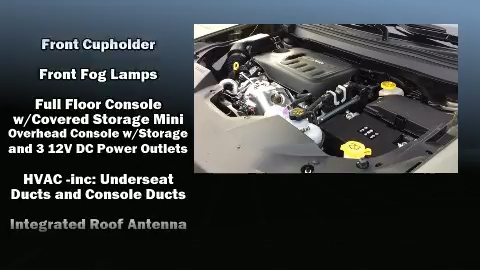 Front Cupholder
Front Fog Lamps
Full Floor Console
w/Covered Storage Mini
Overhead Console w/Storage
and 3 12V DC Power Outlets
HVAC -inc: Underseat
Ducts and Console Ducts
Integrated Roof Antenna